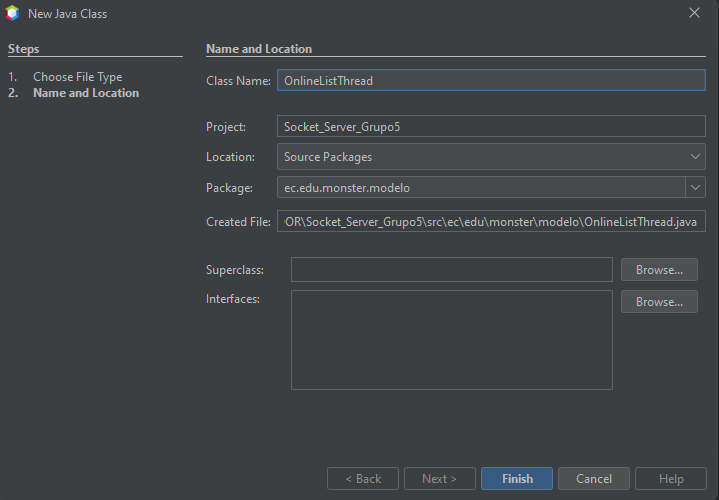 New Java Class
Steps
1. Choose File Type
2. Name and Location
Name and Location
Class Name: OnlineListThread
Project: Socket_Server_Grupo5
Location: Source Packages
Package: ec.edu.monster.modelo
Created File: OR\Socket_Server_Grupo5\src\ec\edu\monster\modelo\OnlineListThread.java
Superclass: Browse...
Interfaces: Browse...
< Back Next > Finish Cancel Help